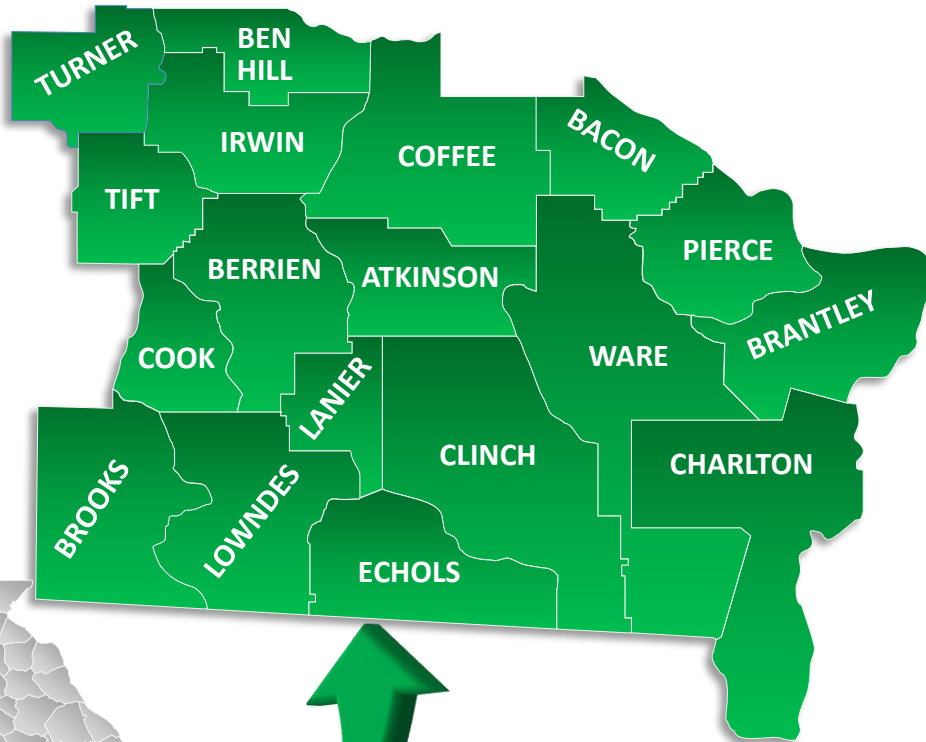 TURNER
BEN
HILL
IRWIN
COFFEE
BACON
TIFT
PIERCE
BERRIEN
ATKINSON
BRANTLEY
COOK
WARE
LANIER
CLINCH
CHARLTON
BROOKS
LOWNDES
ECHOLS